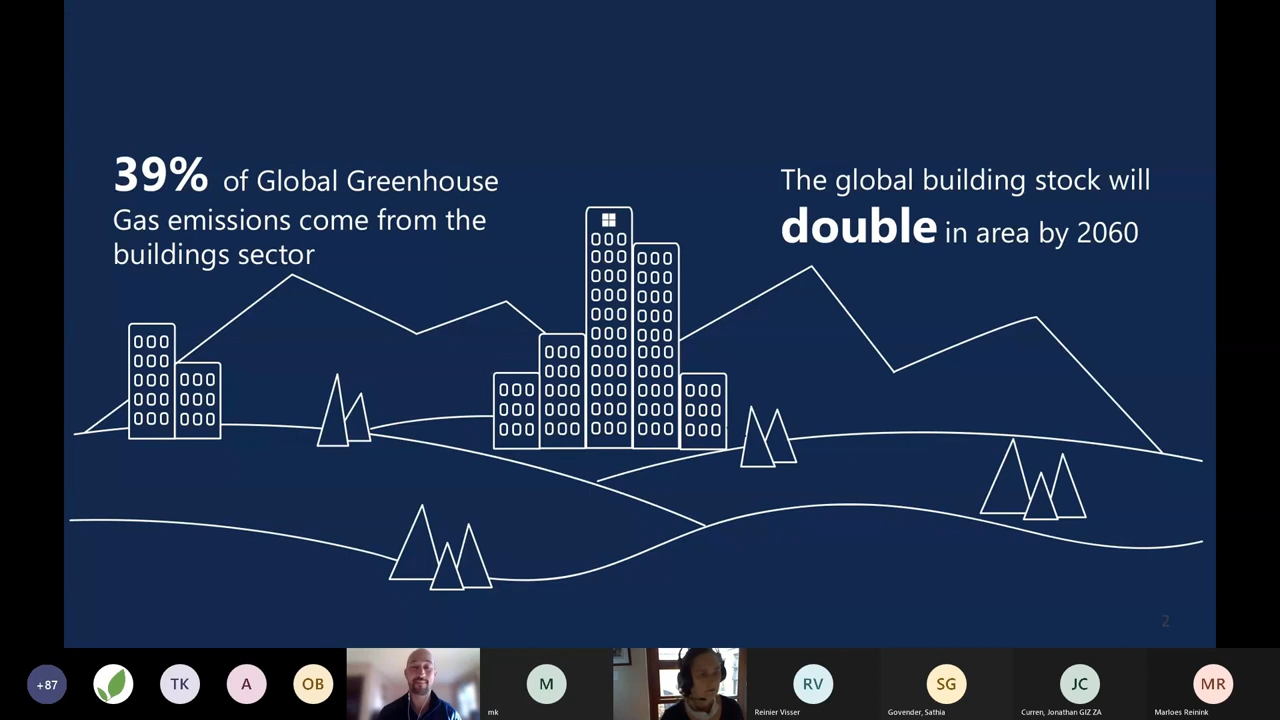 39% of Global Greenhouse
Gas emissions come from the
buildings sector
The global building stock will
double in area by 2060
2
+87
TK
A
OB
M
mk
RV
Reinier Visser
SG
Govender, Sathia
JC
Curren, Jonathan GIZ ZA
MR
Marloes Reinink